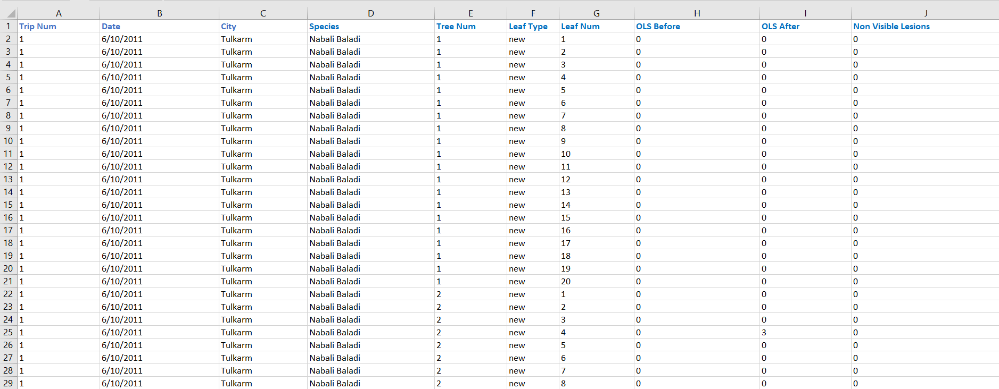 A B C D E F G H I J
1 Trip Num Date City Species Tree Num Leaf Type Leaf Num OLS Before OLS After Non Visible Lesions
2 1 6/10/2011 Tulkarm Nabali Baladi 1 new 1 0 0 0
3 1 6/10/2011 Tulkarm Nabali Baladi 1 new 2 0 0 0
4 1 6/10/2011 Tulkarm Nabali Baladi 1 new 3 0 0 0
5 1 6/10/2011 Tulkarm Nabali Baladi 1 new 4 0 0 0
6 1 6/10/2011 Tulkarm Nabali Baladi 1 new 5 0 0 0
7 1 6/10/2011 Tulkarm Nabali Baladi 1 new 6 0 0 0
8 1 6/10/2011 Tulkarm Nabali Baladi 1 new 7 0 0 0
9 1 6/10/2011 Tulkarm Nabali Baladi 1 new 8 0 0 0
10 1 6/10/2011 Tulkarm Nabali Baladi 1 new 9 0 0 0
11 1 6/10/2011 Tulkarm Nabali Baladi 1 new 10 0 0 0
12 1 6/10/2011 Tulkarm Nabali Baladi 1 new 11 0 0 0
13 1 6/10/2011 Tulkarm Nabali Baladi 1 new 12 0 0 0
14 1 6/10/2011 Tulkarm Nabali Baladi 1 new 13 0 0 0
15 1 6/10/2011 Tulkarm Nabali Baladi 1 new 14 0 0 0
16 1 6/10/2011 Tulkarm Nabali Baladi 1 new 15 0 0 0
17 1 6/10/2011 Tulkarm Nabali Baladi 1 new 16 0 0 0
18 1 6/10/2011 Tulkarm Nabali Baladi 1 new 17 0 0 0
19 1 6/10/2011 Tulkarm Nabali Baladi 1 new 18 0 0 0
20 1 6/10/2011 Tulkarm Nabali Baladi 1 new 19 0 0 0
21 1 6/10/2011 Tulkarm Nabali Baladi 1 new 20 0 0 0
22 1 6/10/2011 Tulkarm Nabali Baladi 2 new 1 0 0 0
23 1 6/10/2011 Tulkarm Nabali Baladi 2 new 2 0 0 0
24 1 6/10/2011 Tulkarm Nabali Baladi 2 new 3 0 0 0
25 1 6/10/2011 Tulkarm Nabali Baladi 2 new 4 0 3 0
26 1 6/10/2011 Tulkarm Nabali Baladi 2 new 5 0 0 0
27 1 6/10/2011 Tulkarm Nabali Baladi 2 new 6 0 0 0
28 1 6/10/2011 Tulkarm Nabali Baladi 2 new 7 0 0 0
29 1 6/10/2011 Tulkarm Nabali Baladi 2 new 8 0 0 0